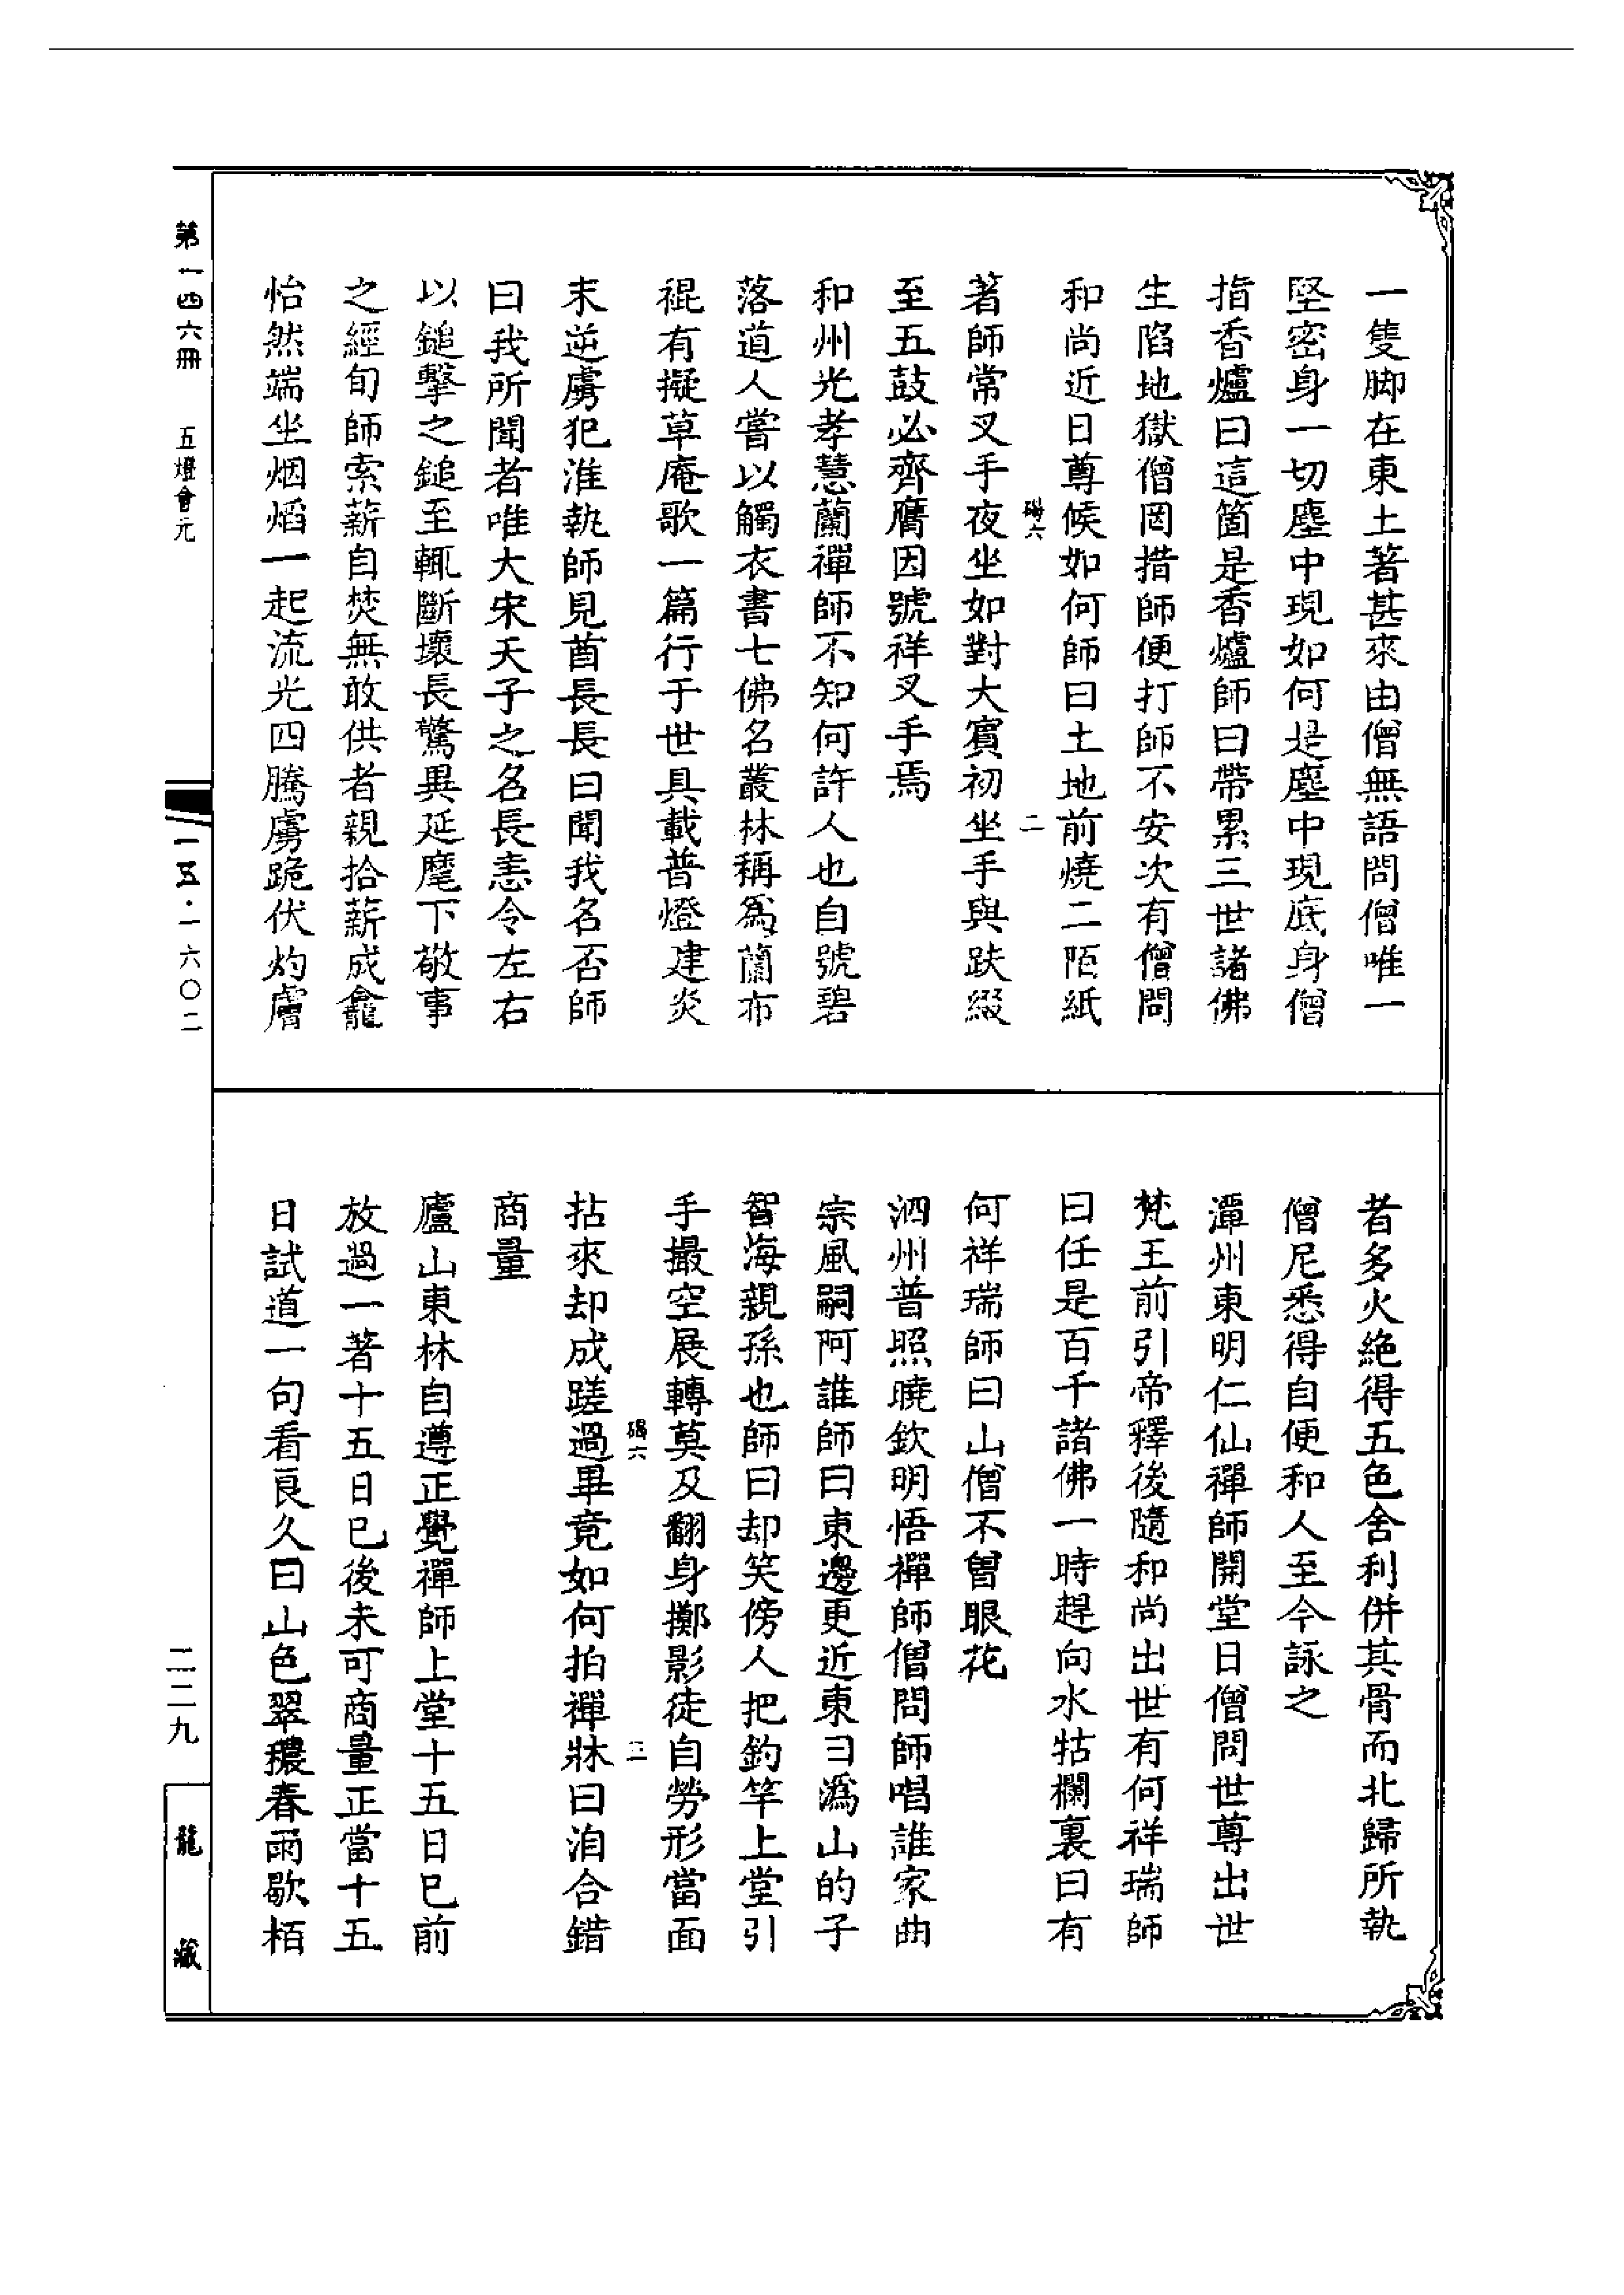 一隻脚在東土著甚來由僧無語問僧唯一
堅密身一切塵中現如何是塵中現底身僧
指香爐曰這箇是香爐師曰帶累三世諸佛
生陷地獄僧罔措師便打師不安次有僧問
和尚近日尊候如何師曰土地前燒二陌紙
六 二
著師常叉手夜坐如對大賓初坐手與趺綴
至五鼓必齊膺因號祥叉手焉
和州光孝慧蘭禪師不知何許人也自號碧
落道人嘗以觸衣書七佛名叢林稱爲蘭布
裩有擬草庵歌一篇行于世具載普燈建炎
末逆虜犯淮執師見酋長長曰聞我名否師
曰我所聞者唯大宋天子之名長恚令左右
以鎚擊之鎚至輒斷壞長驚異延麾下敬事
之經旬師索薪自焚無敢供者親拾薪成龕
怡然端坐烟焰一起流光四騰虜跪伏灼膚
者多火絶得五色舍利併其骨而北歸所執
僧尼悉得自便和人至今詠之
潭州東明仁仙禪師開堂日僧問世尊出世
梵王前引帝釋後隨和尚出世有何祥瑞師
曰任是百千諸佛一時趕向水牯欄裏曰有
何祥瑞師曰山僧不曾眼花
泗州普照曉欽明悟禪師僧問師唱誰家曲
宗風嗣阿誰師曰東邊更近東曰潙山的子
智海親孫也師曰却笑傍人把釣竿上堂引
手撮空展轉莫及翻身擲影徒自勞形當面
六 三
拈來却成蹉過畢竟如何拍禪牀曰洎合錯
商量
廬山東林自遵正覺禪師上堂十五日已前
放過一著十五日已後未可商量正當十五
日試道一句看良久曰山色翠穠春雨歇栢
第一四六冊 五燈會元 一五·一六〇二
二二九 龍藏